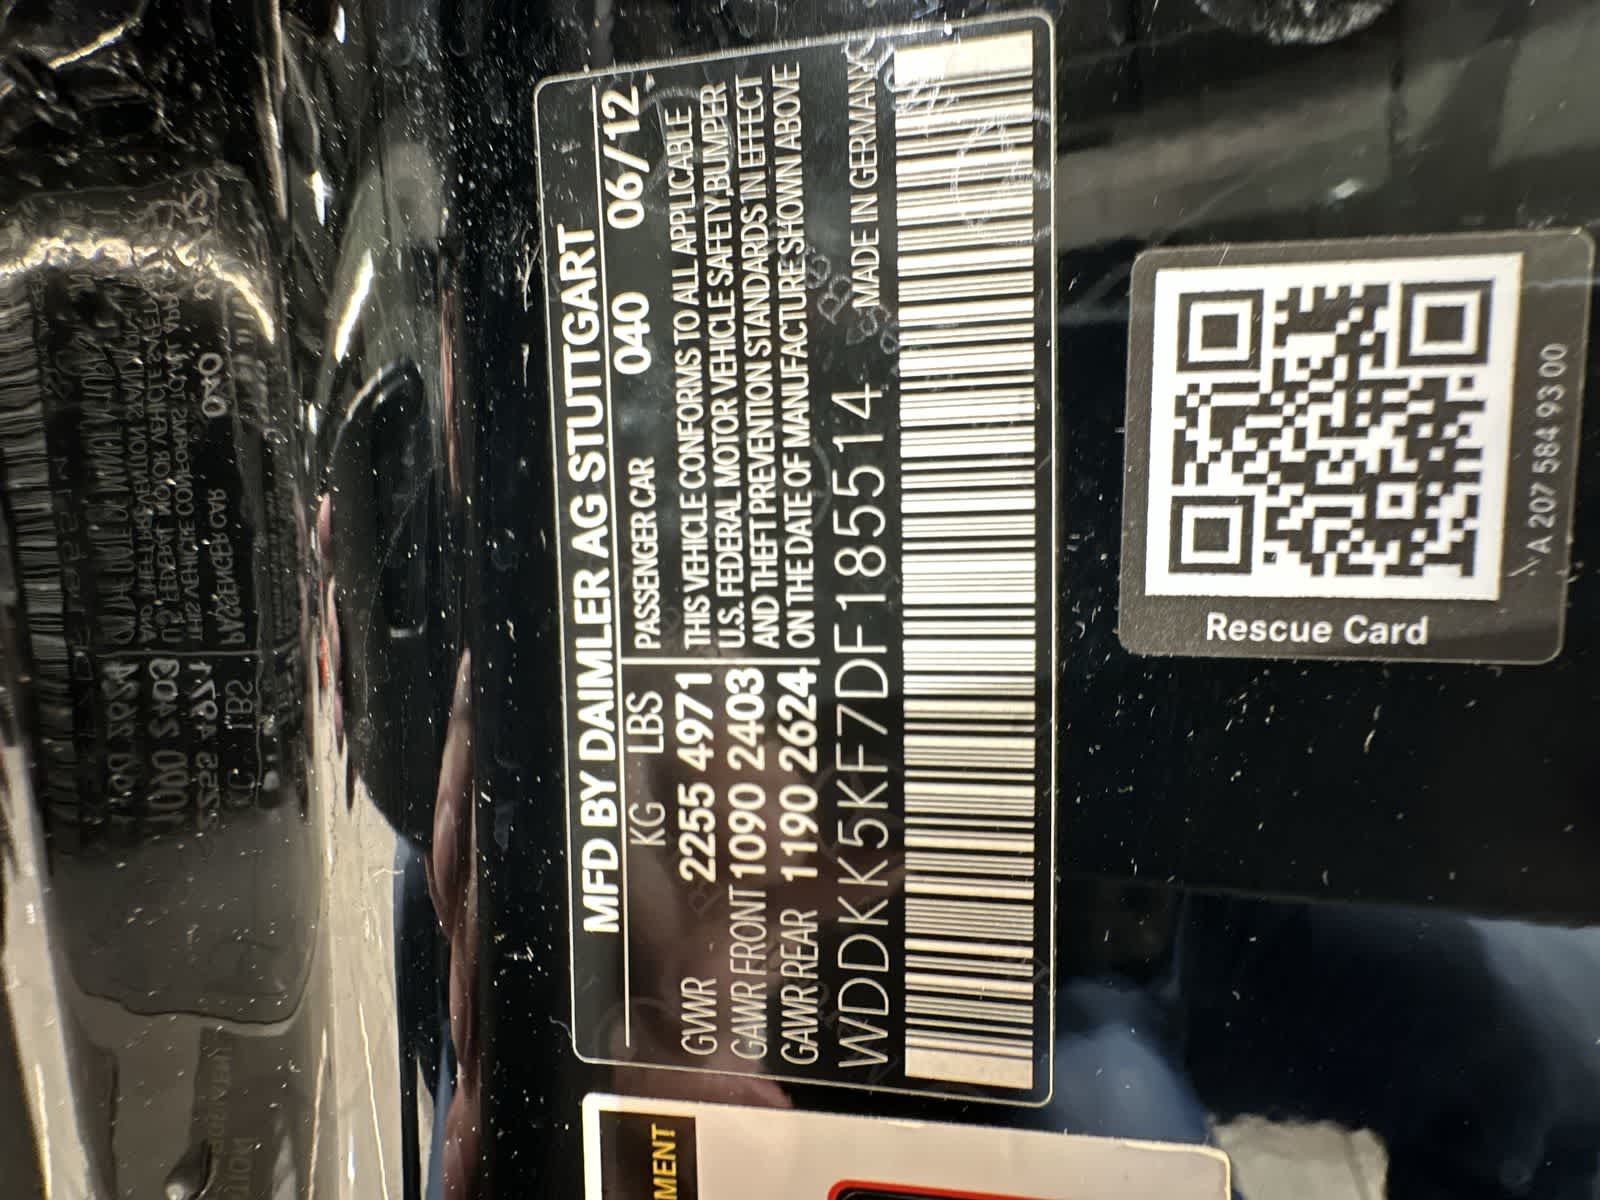 MFD BY DAIMLER AG STUTTGART
KG LBS PASSENGER CAR 040 06/12
GVWR 2255 4971 THIS VEHICLE CONFORMS TO ALL APPLICABLE
GAWR FRONT 1090 2403 U.S. FEDERAL MOTOR VEHICLE SAFETY,BUMPER
GAWR REAR 1190 2624 AND THEFT PREVENTION STANDARDS IN EFFECT
ON THE DATE OF MANUFACTURE SHOWN ABOVE
WDDKK5KF7DF185514 MADE IN GERMANY
Rescue Card
A 207 584 93 00
MENT